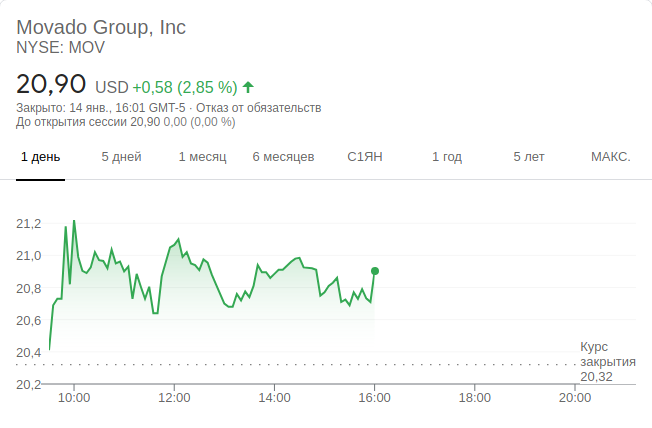 Movado Group, Inc
NYSE: MOV
20,90 USD +0,58 (2,85 %)
Закрыто: 14 янв., 16:01 GMT-5 · Отказ от обязательств
До открытия сессии 20,90 0,00 (0,00 %)
1 день 5 дней 1 месяц 6 месяцев С1ЯН 1 год 5 лет МАКС.
21,2
21,0
20,8
20,6
20,4
Курс
закрытия
20,32
20,2
10:00 12:00 14:00 16:00 18:00 20:00